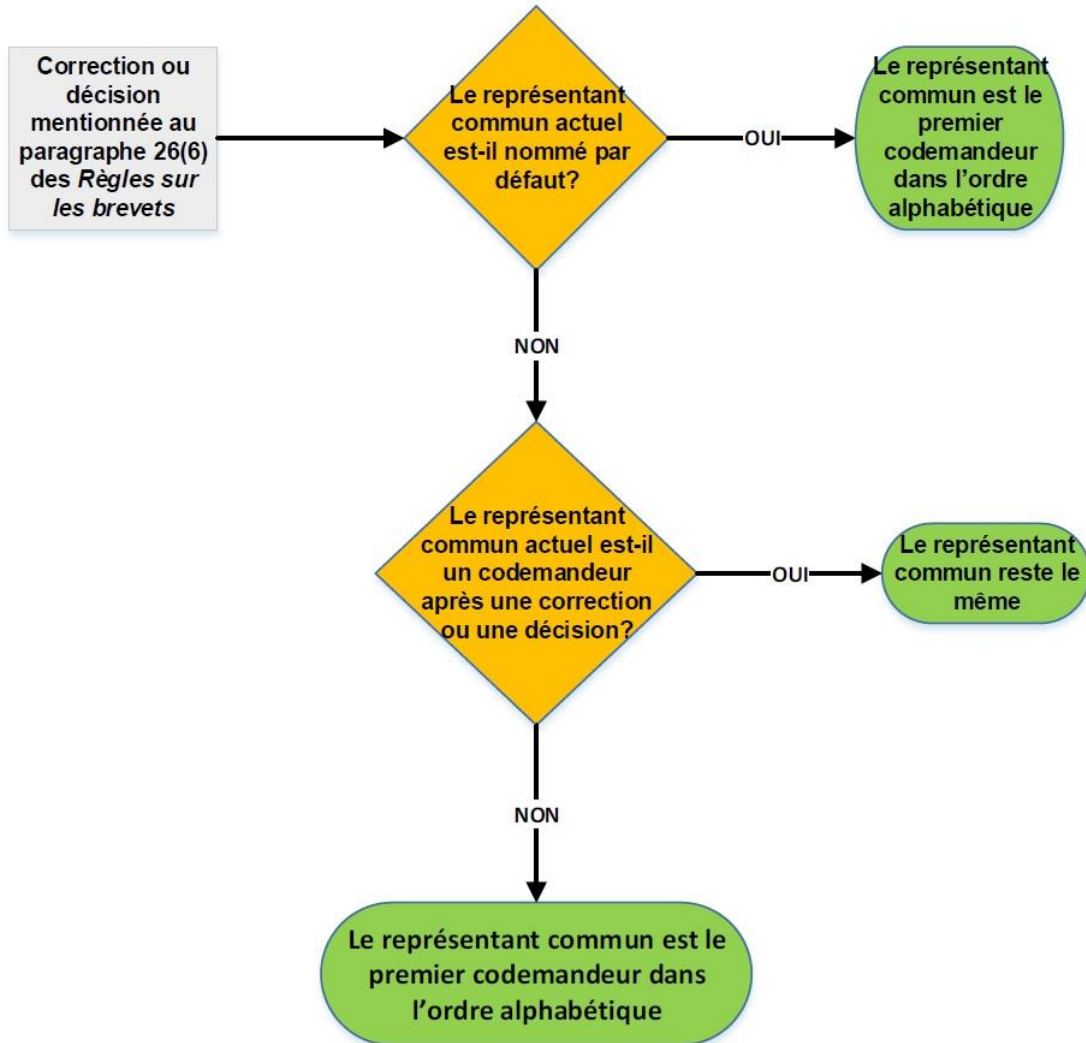 Correction ou
décision
mentionnée au
paragraphe 26(6)
des Règles sur
les brevets
Le représentant
commun actuel
est-il nommé par
défaut?
OUI
Le représentant
commun est le
premier
codemandeur
dans l’ordre
alphabétique
NON
Le représentant
commun actuel est-il
un codemandeur
après une correction
ou une décision?
OUI
Le représentant
commun reste le
même
NON
Le représentant commun est le
premier codemandeur dans
l’ordre alphabétique